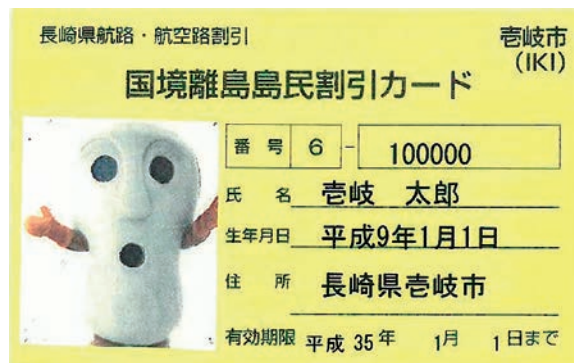 長崎県航路・航空路割引
壱岐市
(IKI)
国境離島島民割引カード
番 号 6 - 100000
氏 名 壱岐 太郎
生年月日 平成9年1月1日
住 所 長崎県壱岐市
有効期限 平成 35年 1月 1日まで